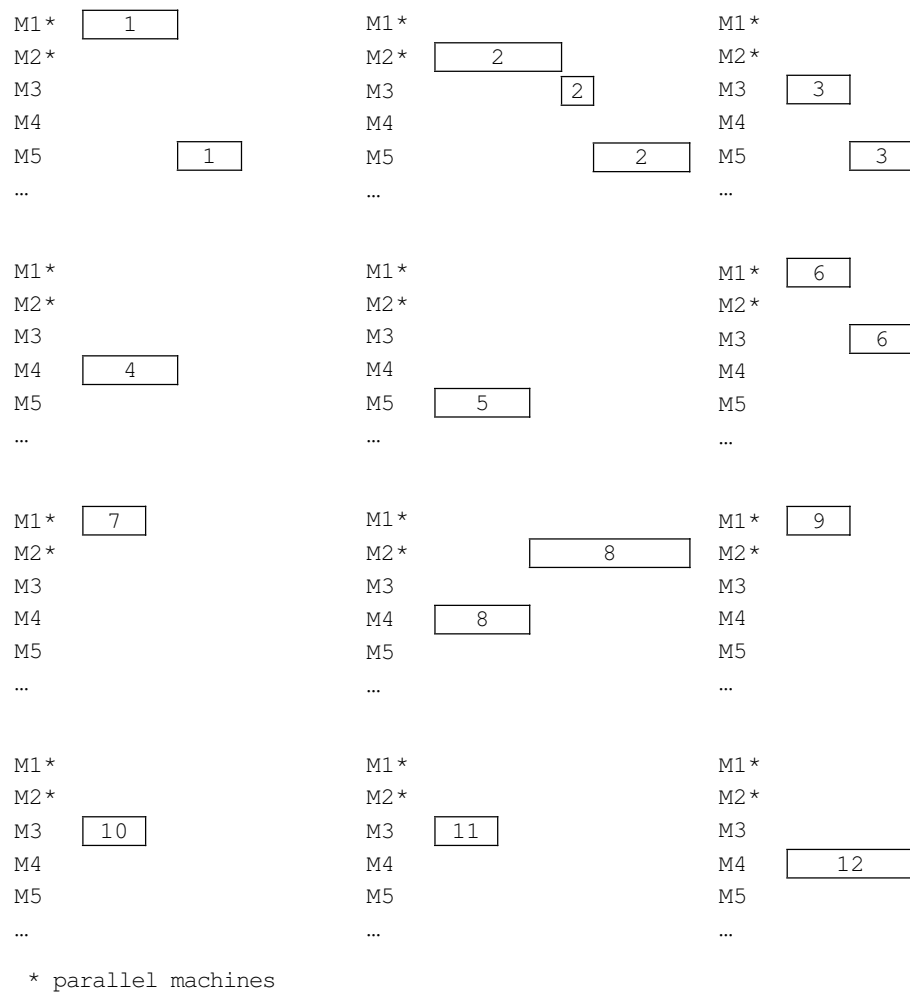 M1* 1 M1* M1*
M2* M2* 2 M2*
M3 M3 2 M3 3
M4 M4 M4
M5 1 M5 2 M5 3
… … …
M1* M1* M1* 6
M2* M2* M2*
M3 M3 M3 6
M4 4 M4 M4
M5 M5 5 M5
… … …
M1* 7 M1* M1* 9
M2* M2* 8 M2*
M3 M3 M3
M4 M4 8 M4
M5 M5 M5
… … …
M1* M1* M1*
M2* M2* M2*
M3 10 M3 11 M3
M4 M4 M4 12
M5 M5 M5
… … …
* parallel machines